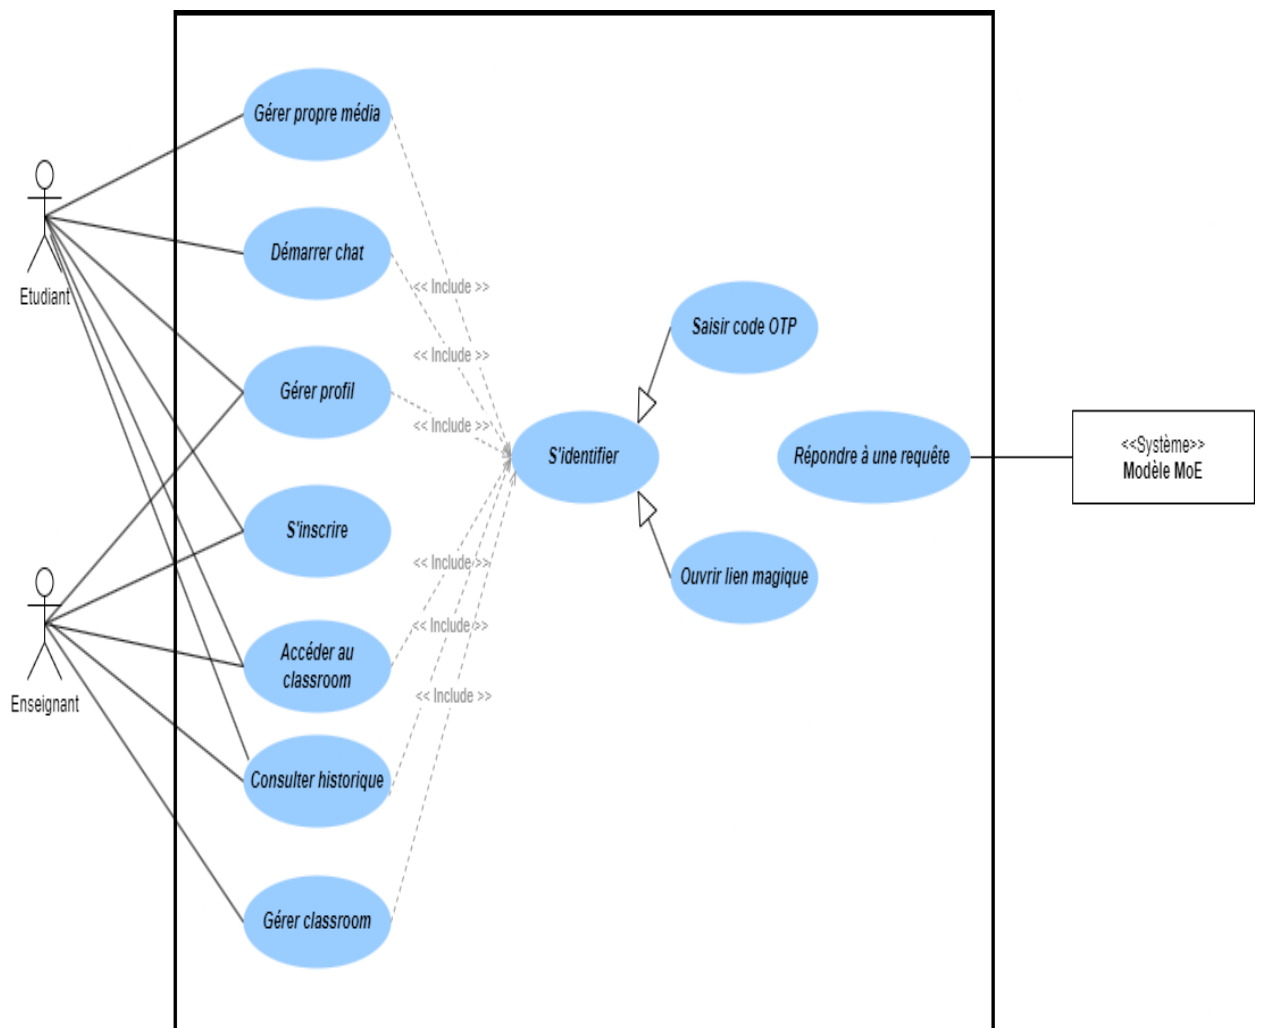 Gérer propre média
Démarrer chat
Etudiant
<< Include >>
Saisir code OTP
<< Include >>
Gérer profil
<< Include >>
S'identifier
Répondre à une requête
<<Système>>
Modèle MoE
S'inscrire
<< Include >>
Ouvrir lien magique
<< Include >>
Accéder au
classroom
Enseignant
<< Include >>
Consulter historique
Gérer classroom